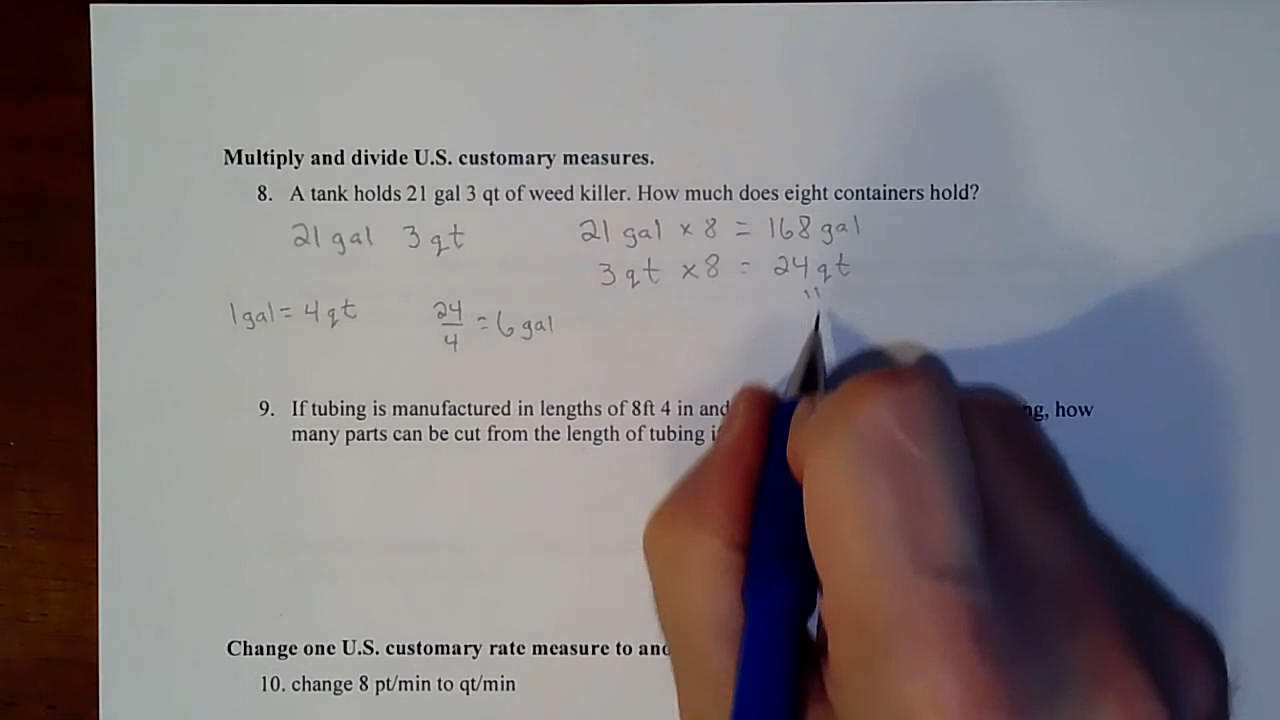 Multiply and divide U.S. customary measures.
8. A tank holds 21 gal 3 qt of weed killer. How much does eight containers hold?
21 gal 3 qt 21 gal × 8 = 168 gal
3 qt × 8 = 24 qt
1 gal = 4 qt 24/4 = 6 gal
9. If tubing is manufactured in lengths of 8ft 4 in and how
many parts can be cut from the length of tubing
Change one U.S. customary rate measure to
10. change 8 pt/min to qt/min